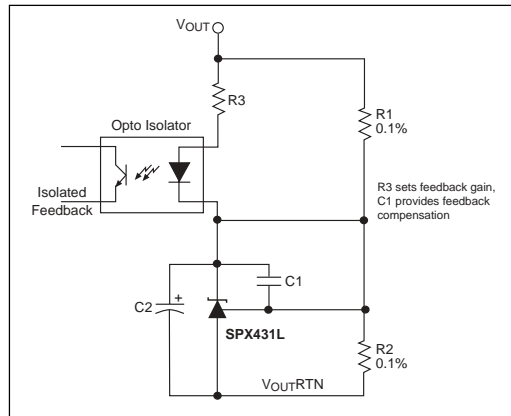 VOUT
R3
R1
0.1%
Opto Isolator
Isolated
Feedback
R3 sets feedback gain,
C1 provides feedback
compensation
C1
C2
+
SPX431L
R2
0.1%
VOUTRTN